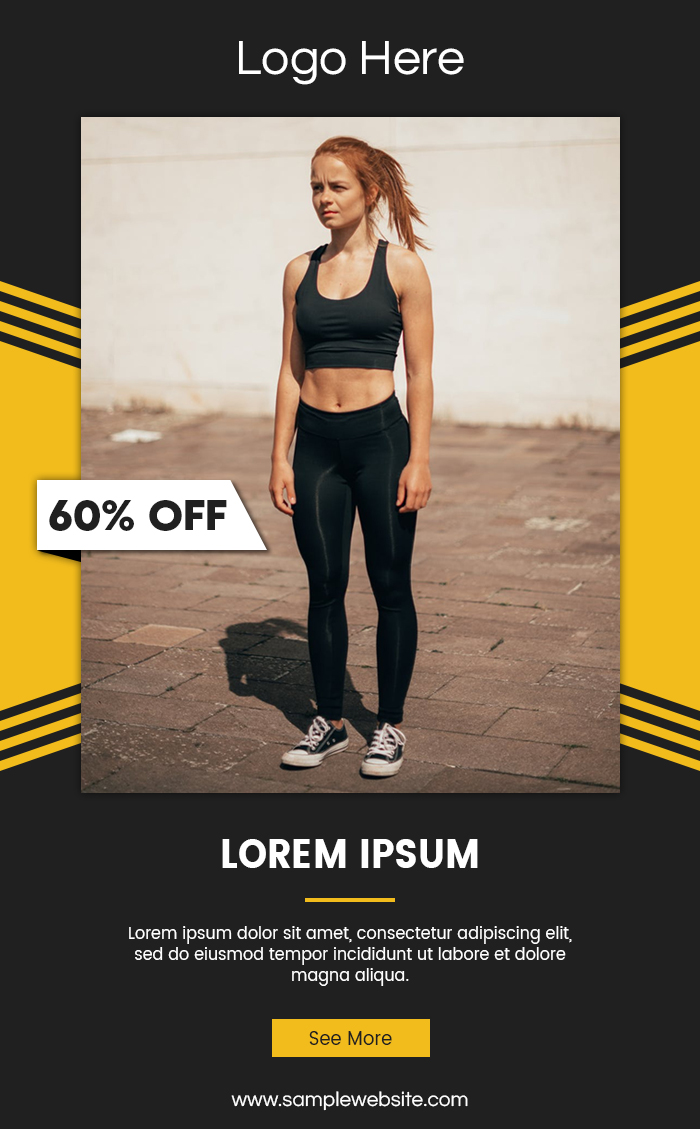 Logo Here
60% OFF
LOREM IPSUM
Lorem ipsum dolor sit amet, consectetur adipiscing elit,
sed do eiusmod tempor incididunt ut labore et dolore
magna aliqua.
See More
www.samplewebsite.com